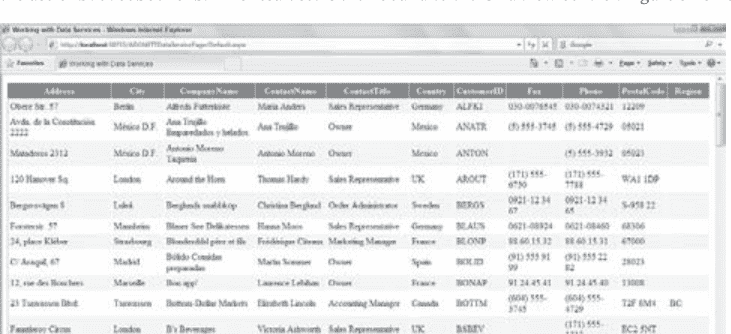 Working with Data Services - Windows Internet Explorer
Google
Favorites Working with Data Services Page Safety Tools
Address City CompanyName ContactName ContactTitle Country CustomerID Fax Phone PostalCode Region
Obere Str. 57 Berlin Alfreds Futterkiste Maria Anders Sales Representative Germany ALFKI 030-0076545 030-0074321 12209
Avda. de la Constitución
2222 México D.F. Ana Trujillo
Emparedados y helados Ana Trujillo Owner Mexico ANATR (5) 555-3745 (5) 555-4729 05021
Mataderos 2312 México D.F. Antonio Moreno
Taquería Antonio Moreno Owner Mexico ANTON (5) 555-3932 05023
120 Hanover Sq. London Around the Horn Thomas Hardy Sales Representative UK AROUT (171) 555-
6750 (171) 555-
7788 WA1 1DP
Berguvsvägen 8 Luleå Berglunds snabbköp Christina Berglund Order Administrator Sweden BERGS 0921-12 34
67 0921-12 34
65 S-958 22
Forsterstr. 57 Mannheim Blauer See Delikatessen Hanna Moos Sales Representative Germany BLAUS 0621-08924 0621-08460 68306
24, place Kléber Strasbourg Blondesddsl père et fils Frédérique Citeaux Marketing Manager France BLONP 88.60.15.32 88.60.15.31 67000
C/ Araquil, 67 Madrid Bólido Comidas
preparadas Martín Sommer Owner Spain BOLID (91) 555 91
99 (91) 555 22
82 28023
12, rue des Bouchers Marseille Bon app' Laurence Lebihan Owner France BONAP 91.24.45.41 91.24.45.40 13008
23 Tsawassen Blvd. Tsawassen Bottom-Dollar Markets Elizabeth Lincoln Accounting Manager Canada BOTTM (604) 555-
3745 (604) 555-
4729 T2F 8M4 BC
Fauntleroy Circus London B's Beverages Victoria Ashworth Sales Representative UK BSBEV (171) 555-
EC2 5NT